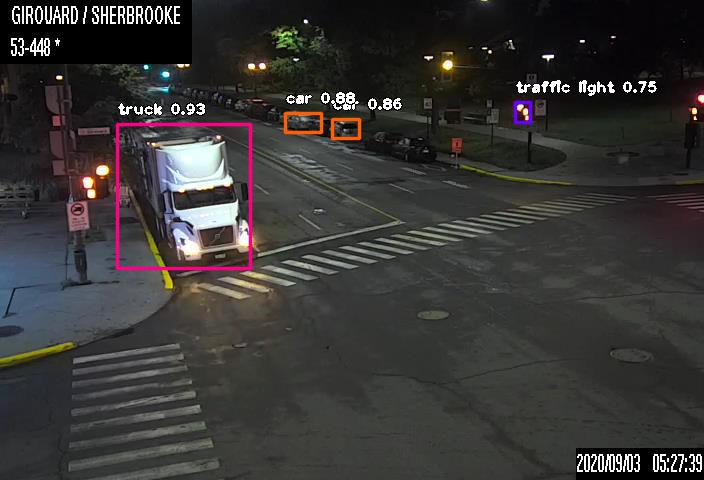 GIROUARD / SHERBROOKE
53-448 *
car 0.88
car 0.86
traffic light 0.75
truck 0.93
2020/09/03 05:27:39